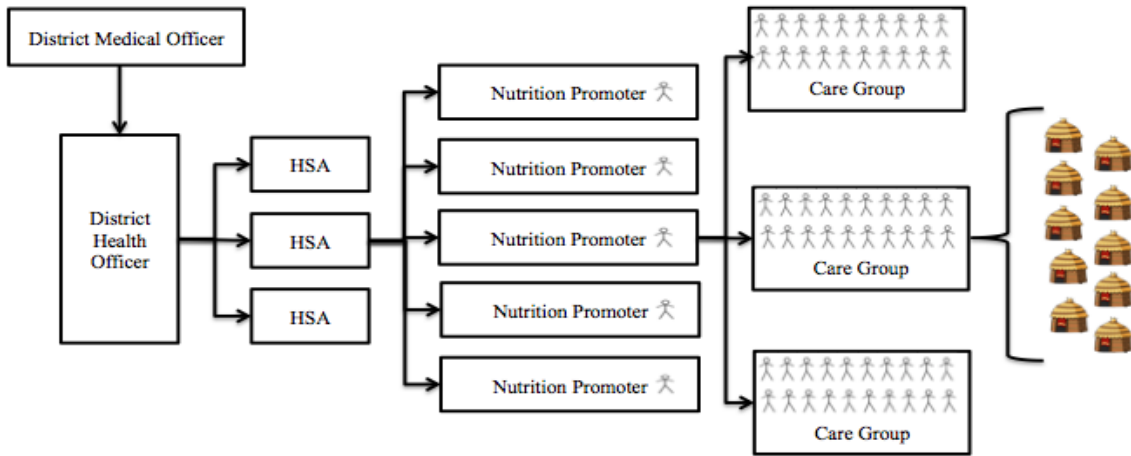 District Medical Officer
District
Health
Officer
HSA
HSA
HSA
Nutrition Promoter
Nutrition Promoter
Nutrition Promoter
Nutrition Promoter
Nutrition Promoter
Care Group
Care Group
Care Group